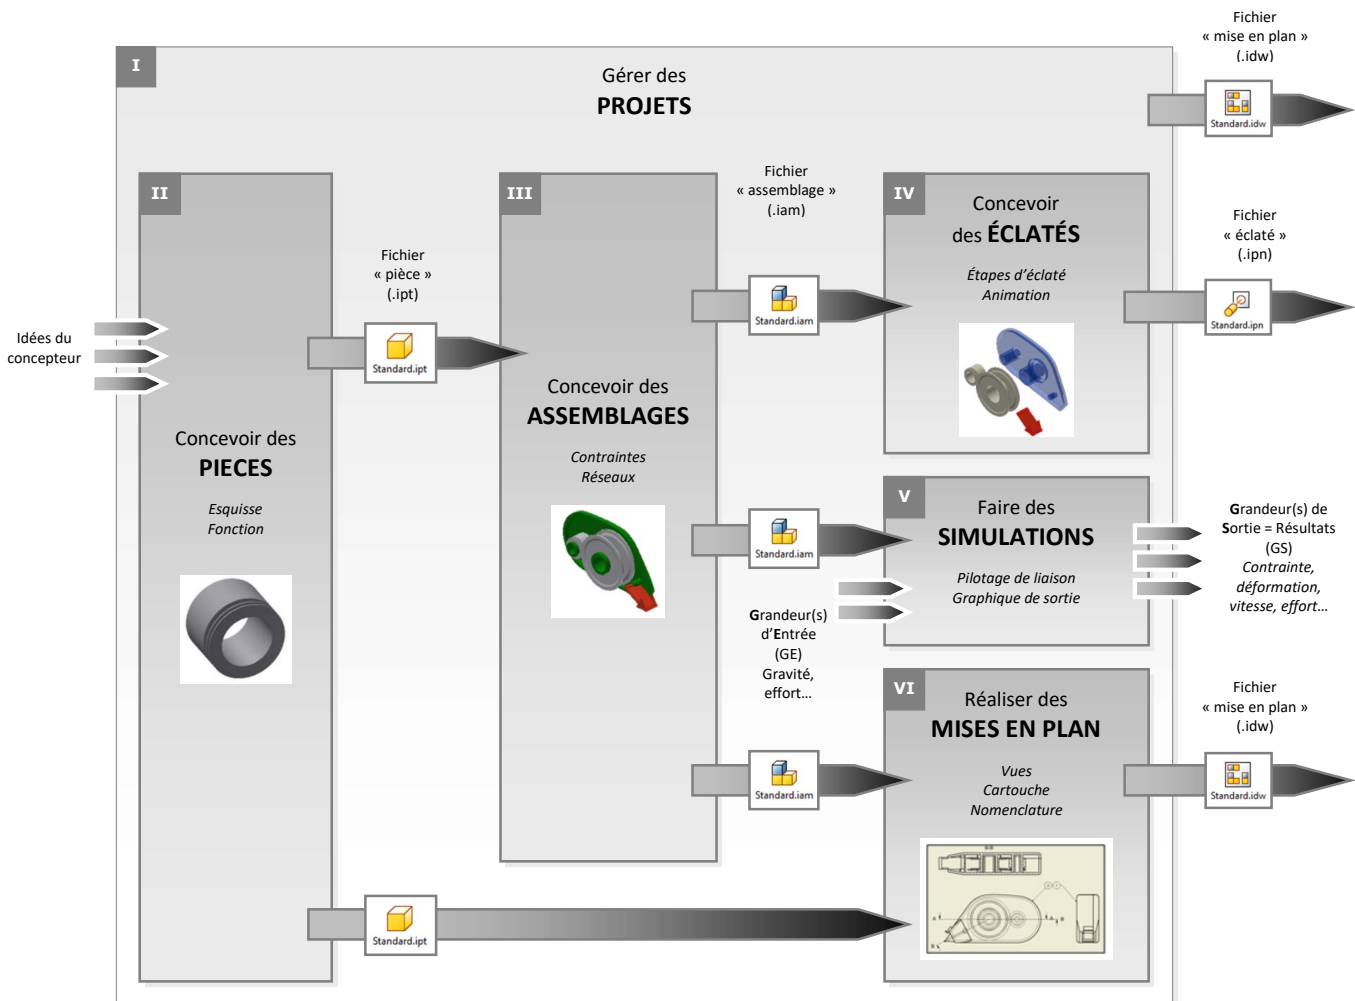 Fichier
« mise en plan »
(.idw)
Standard.idw
I
Gérer des
PROJETS
II
Concevoir des
PIECES
Esquisse
Fonction
Idées du
concepteur
Fichier
« pièce »
(.ipt)
Standard.ipt
III
Concevoir des
ASSEMBLAGES
Contraintes
Réseaux
Fichier
« assemblage »
(.iam)
Standard.iam
IV
Concevoir
des ÉCLATÉS
Étapes d’éclaté
Animation
Fichier
« éclaté »
(.ipn)
Standard.ipn
Standard.iam
Grandeur(s)
d’Entrée
(GE)
Gravité,
effort…
V
Faire des
SIMULATIONS
Pilotage de liaison
Graphique de sortie
Grandeur(s) de
Sortie = Résultats
(GS)
Contrainte,
déformation,
vitesse, effort…
Standard.iam
VI
Réaliser des
MISES EN PLAN
Vues
Cartouche
Nomenclature
Fichier
« mise en plan »
(.idw)
Standard.idw
Standard.ipt